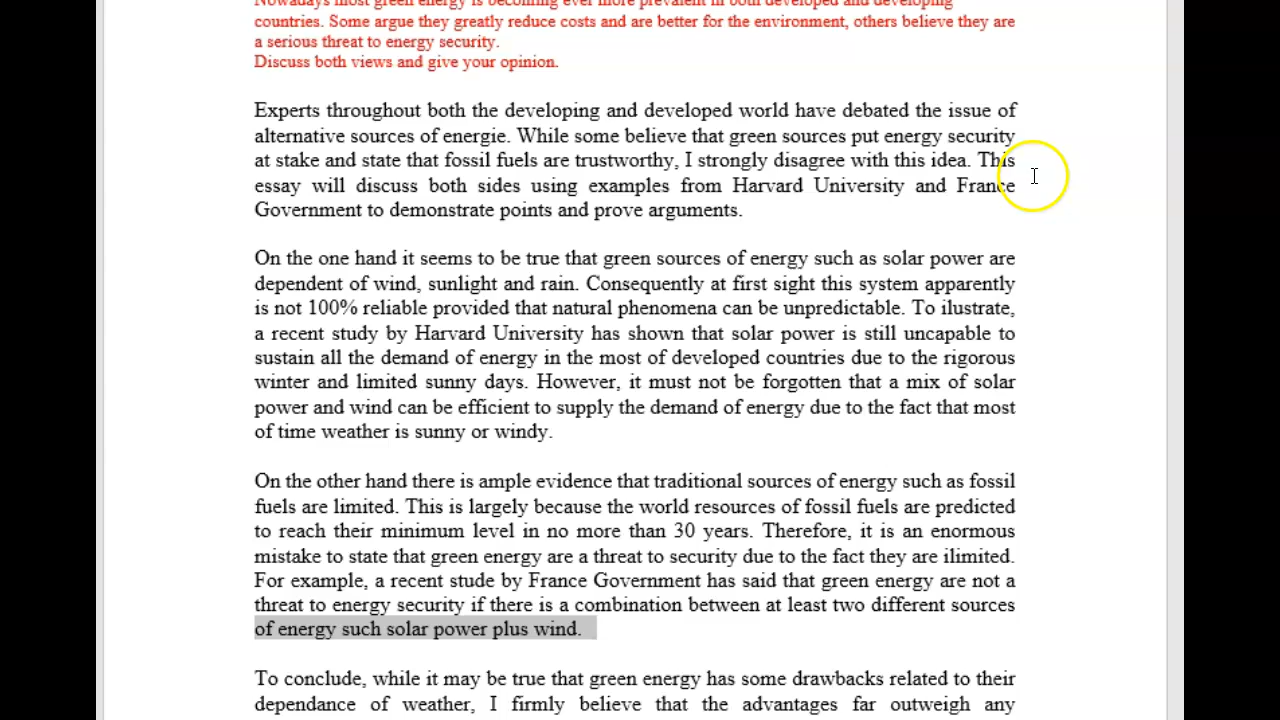 Nowadays most green energy is becoming ever more prevalent in both developed and developing
countries. Some argue they greatly reduce costs and are better for the environment, others believe they are
a serious threat to energy security.
Discuss both views and give your opinion.
Experts throughout both the developing and developed world have debated the issue of
alternative sources of energie. While some believe that green sources put energy security
at stake and state that fossil fuels are trustworthy, I strongly disagree with this idea. This
essay will discuss both sides using examples from Harvard University and France
Government to demonstrate points and prove arguments.
On the one hand it seems to be true that green sources of energy such as solar power are
dependent of wind, sunlight and rain. Consequently at first sight this system apparently
is not 100% reliable provided that natural phenomena can be unpredictable. To ilustrate,
a recent study by Harvard University has shown that solar power is still uncapable to
sustain all the demand of energy in the most of developed countries due to the rigorous
winter and limited sunny days. However, it must not be forgotten that a mix of solar
power and wind can be efficient to supply the demand of energy due to the fact that most
of time weather is sunny or windy.
On the other hand there is ample evidence that traditional sources of energy such as fossil
fuels are limited. This is largely because the world resources of fossil fuels are predicted
to reach their minimum level in no more than 30 years. Therefore, it is an enormous
mistake to state that green energy are a threat to security due to the fact they are ilimited.
For example, a recent stude by France Government has said that green energy are not a
threat to energy security if there is a combination between at least two different sources
of energy such solar power plus wind.
To conclude, while it may be true that green energy has some drawbacks related to their
dependance of weather, I firmly believe that the advantages far outweigh any